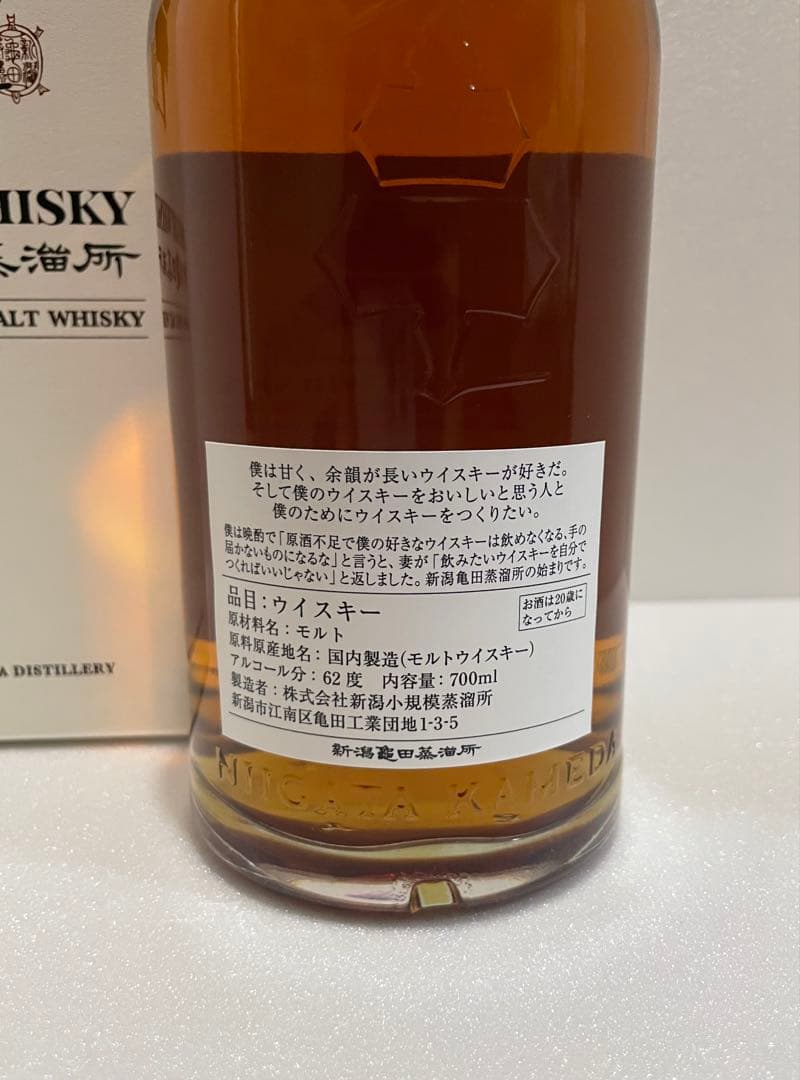 HISKY
蒸溜所
ALT WHISKY
A DISTILLERY
僕は甘く、余韻が長いウイスキーが好きだ。
そして僕のウイスキーをおいしいと思う人と
僕のためにウイスキーをつくりたい。
僕は晩酌で「原酒不足で僕の好きなウイスキーは飲めなくなる、手の
届かないものになるな」と言うと、妻が「飲みたいウイスキーを自分で
つくればいいじゃない」と返しました。新潟亀田蒸溜所の始まりです。
品目：ウイスキー
お酒は20歳に
なってから
原材料名：モルト
原料原産地名：国内製造(モルトウイスキー)
アルコール分：62度 内容量：700ml
製造者：株式会社新潟小規模蒸溜所
新潟市江南区亀田工業団地1-3-5
新潟亀田蒸溜所
NIIGATA KAMEDA